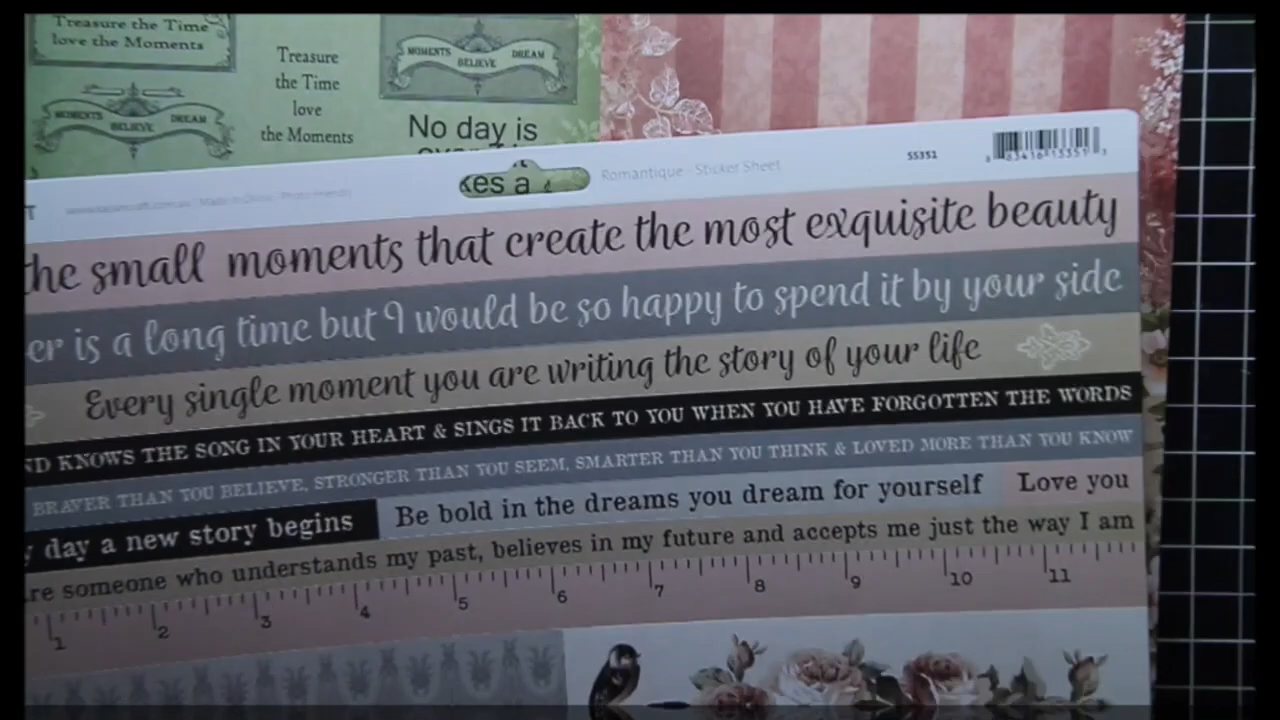 Treasure the Time
love the Moments
MOMENTS BELIEVE DREAM
Treasure
the Time
love
the Moments
MOMENTS BELIEVE DREAM
No day is
kes a
Romantique - Sticker Sheet
SS351
the small moments that create the most exquisite beauty
er is a long time but I would be so happy to spend it by your side
Every single moment you are writing the story of your life
ND KNOWS THE SONG IN YOUR HEART & SINGS IT BACK TO YOU WHEN YOU HAVE FORGOTTEN THE WORDS
BRAVER THAN YOU BELIEVE, STRONGER THAN YOU SEEM, SMARTER THAN YOU THINK & LOVED MORE THAN YOU KNOW
y day a new story begins
Be bold in the dreams you dream for yourself
Love you
re someone who understands my past, believes in my future and accepts me just the way I am
1 2 3 4 5 6 7 8 9 10 11